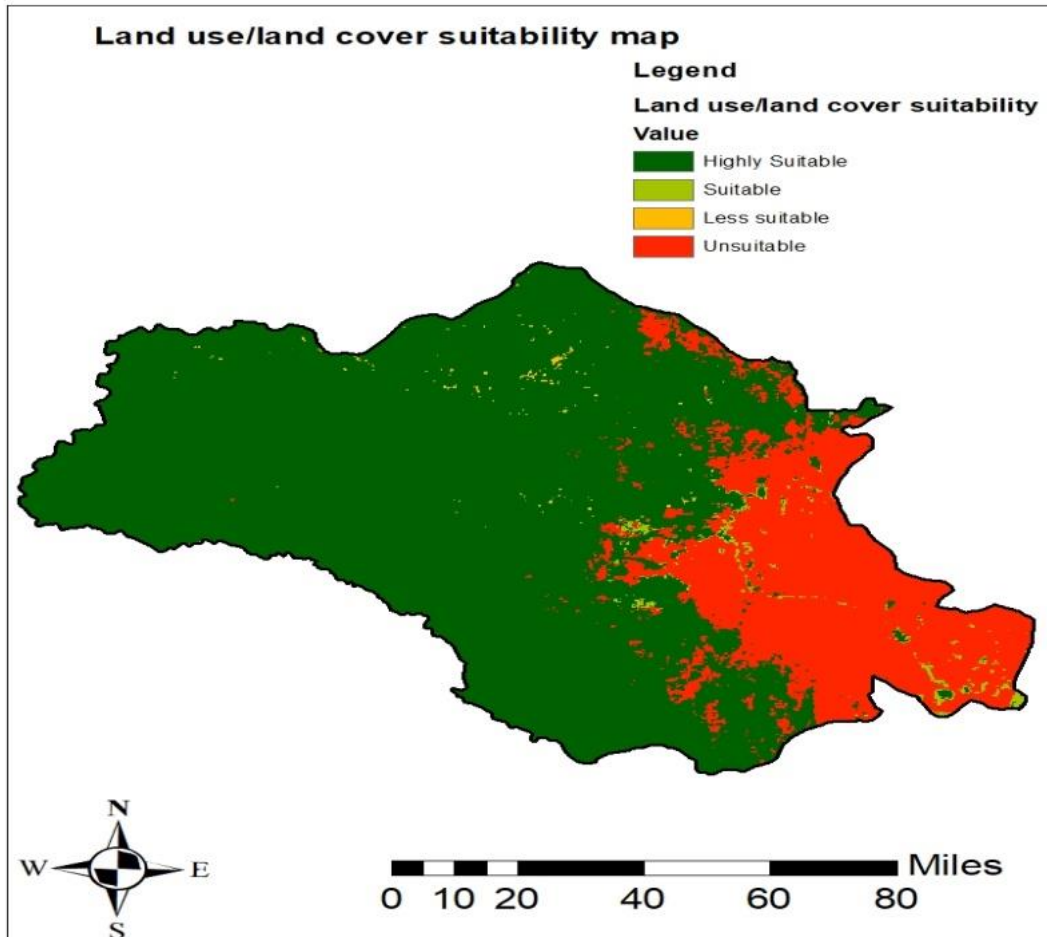 Land use/land cover suitability map
Legend
Land use/land cover suitability
Value
Highly Suitable
Suitable
Less suitable
Unsuitable
N
W E
S
Miles
0 10 20 40 60 80